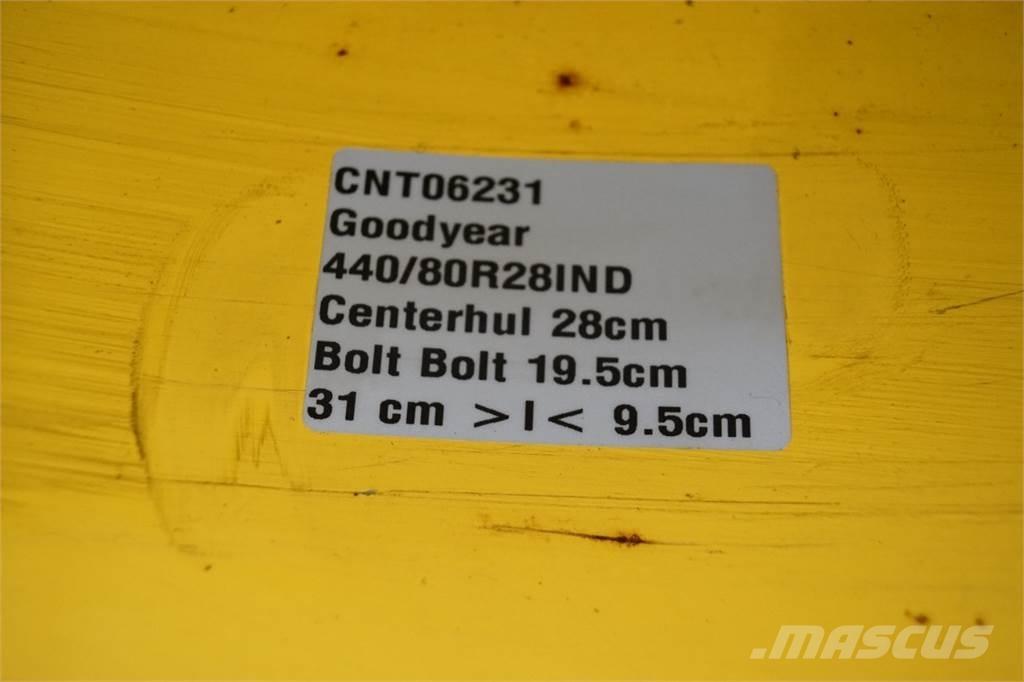 CNT06231
Goodyear
440/80R28IND
Centerhul 28cm
Bolt Bolt 19.5cm
31 cm >I< 9.5cm
.MASCUS